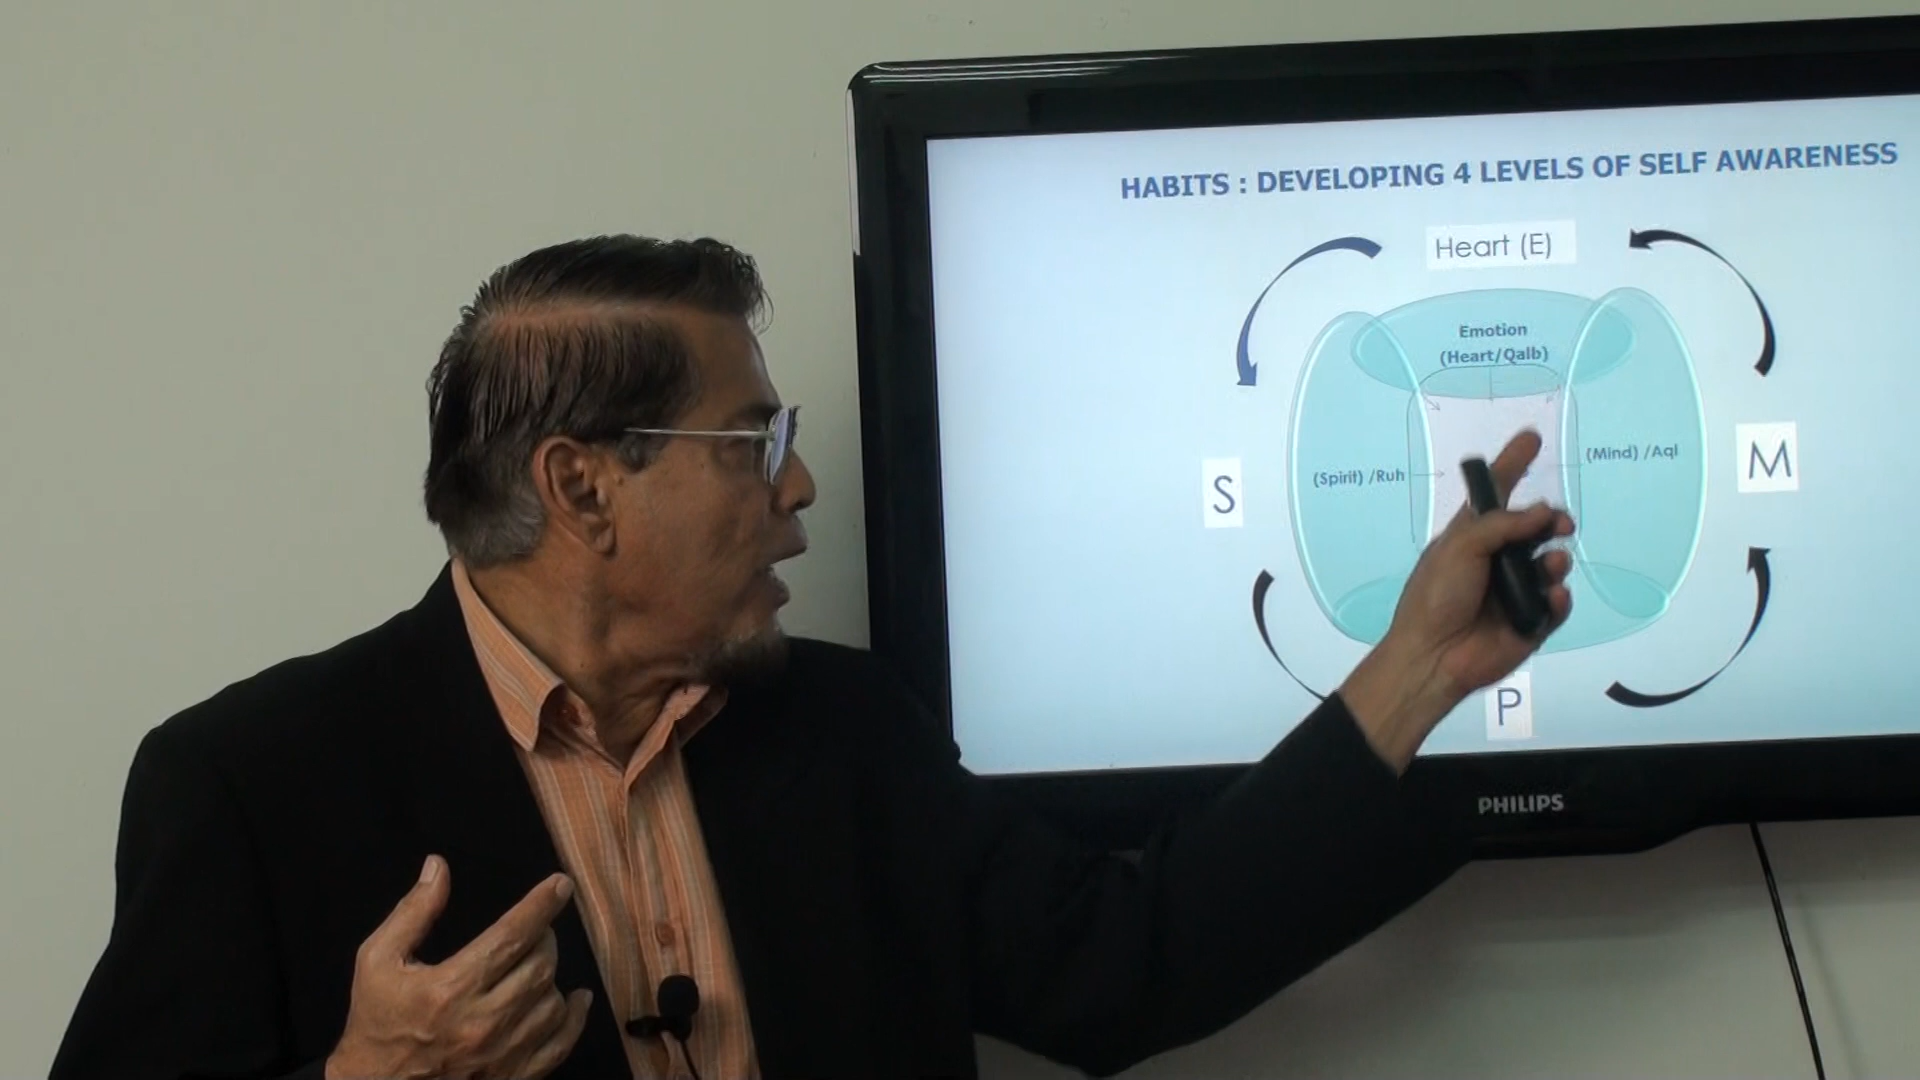 HABITS : DEVELOPING 4 LEVELS OF SELF AWARENESS
Heart (E)
Emotion
(Heart/Qalb)
(Spirit) /Ruh
(Mind) /Aql
S
M
P
PHILIPS